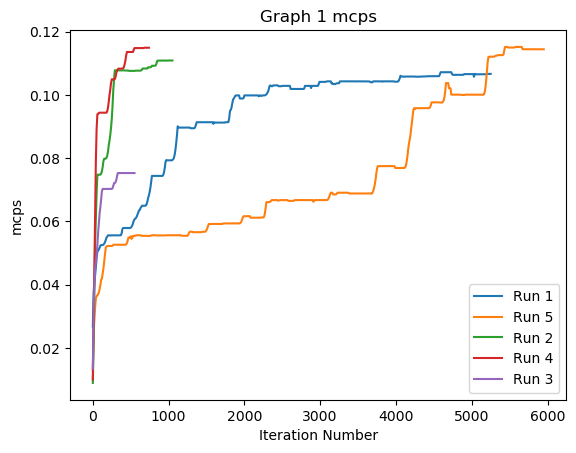 Graph 1 mcps
mcps
0.12
0.10
0.08
0.06
0.04
0.02
0
1000
2000
3000
4000
5000
6000
Iteration Number
Run 1
Run 5
Run 2
Run 4
Run 3